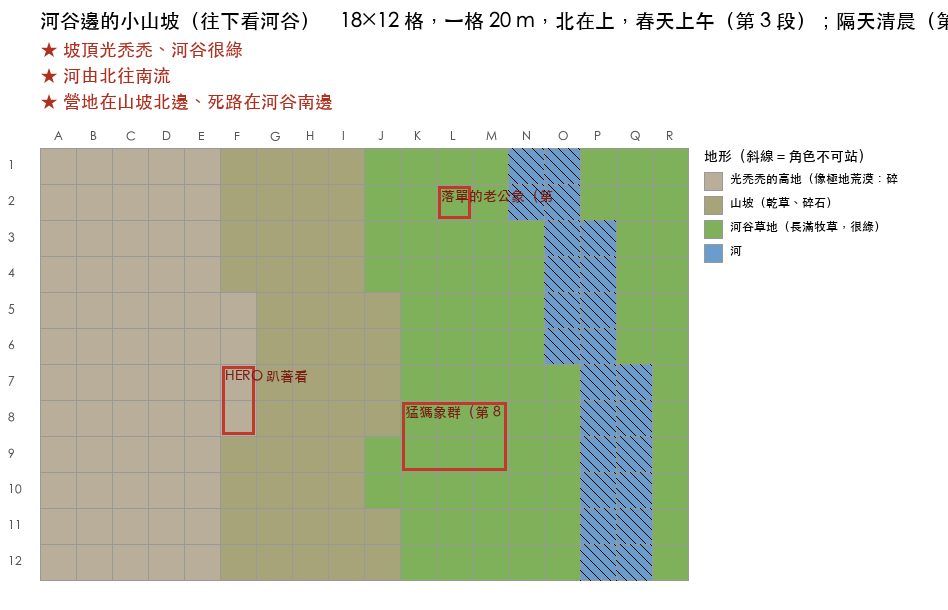 河谷邊的小山坡（往下看河谷） 18×12 格，一格 20 m，北在上，春天上午（第 3 段）；隔天清晨（第
★ 坡頂光禿禿、河谷很綠
★ 河由北往南流
★ 營地在山坡北邊、死路在河谷南邊
A B C D E F G H I J K L M N O P Q R
地形（斜線＝角色不可站）
1
光禿禿的高地（像極地荒漠：碎
2
落單的老公象（第
山坡（乾草、碎石）
3
河谷草地（長滿牧草，很綠）
河
4
5
6
7
HERO 趴著看
8
猛獁象群（第 8
9
10
11
12